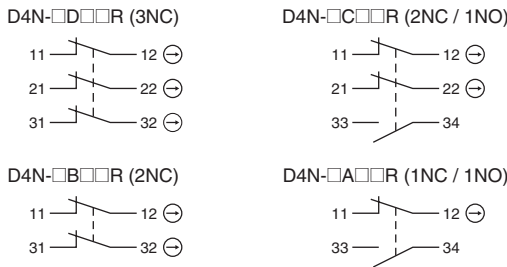 D4N-□D□□R (3NC)
11 12
21 22
31 32
D4N-□C□□R (2NC / 1NO)
11 12
21 22
33 34
D4N-□B□□R (2NC)
11 12
31 32
D4N-□A□□R (1NC / 1NO)
11 12
33 34